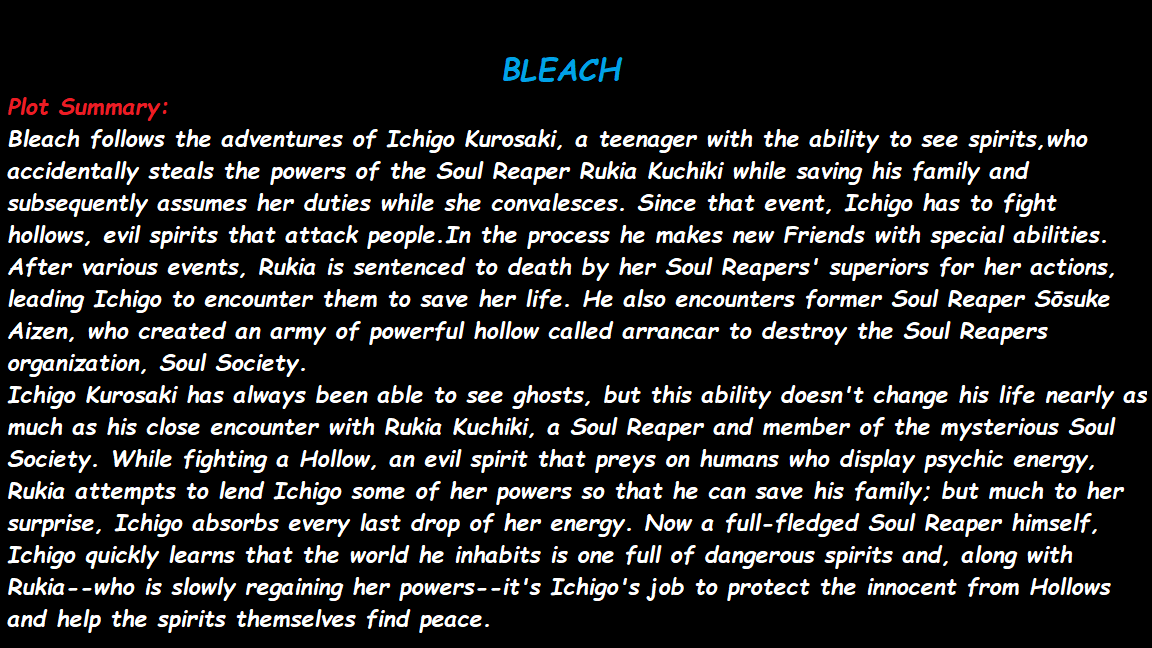 BLEACH
Plot Summary:
Bleach follows the adventures of Ichigo Kurosaki, a teenager with the ability to see spirits,who
accidentally steals the powers of the Soul Reaper Rukia Kuchiki while saving his family and
subsequently assumes her duties while she convalesces. Since that event, Ichigo has to fight
hollows, evil spirits that attack people.In the process he makes new Friends with special abilities.
After various events, Rukia is sentenced to death by her Soul Reapers' superiors for her actions,
leading Ichigo to encounter them to save her life. He also encounters former Soul Reaper Sōsuke
Aizen, who created an army of powerful hollow called arrancar to destroy the Soul Reapers
organization, Soul Society.
Ichigo Kurosaki has always been able to see ghosts, but this ability doesn't change his life nearly as
much as his close encounter with Rukia Kuchiki, a Soul Reaper and member of the mysterious Soul
Society. While fighting a Hollow, an evil spirit that preys on humans who display psychic energy,
Rukia attempts to lend Ichigo some of her powers so that he can save his family; but much to her
surprise, Ichigo absorbs every last drop of her energy. Now a full-fledged Soul Reaper himself,
Ichigo quickly learns that the world he inhabits is one full of dangerous spirits and, along with
Rukia--who is slowly regaining her powers--it's Ichigo's job to protect the innocent from Hollows
and help the spirits themselves find peace.